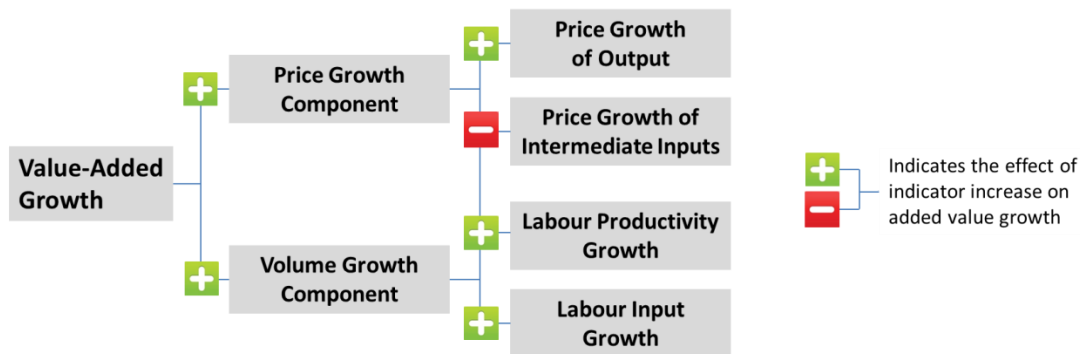 Value-Added
Growth
Price Growth
Component
Volume Growth
Component
Price Growth
of Output
Price Growth of
Intermediate Inputs
Labour Productivity
Growth
Labour Input
Growth
Indicates the effect of
indicator increase on
added value growth